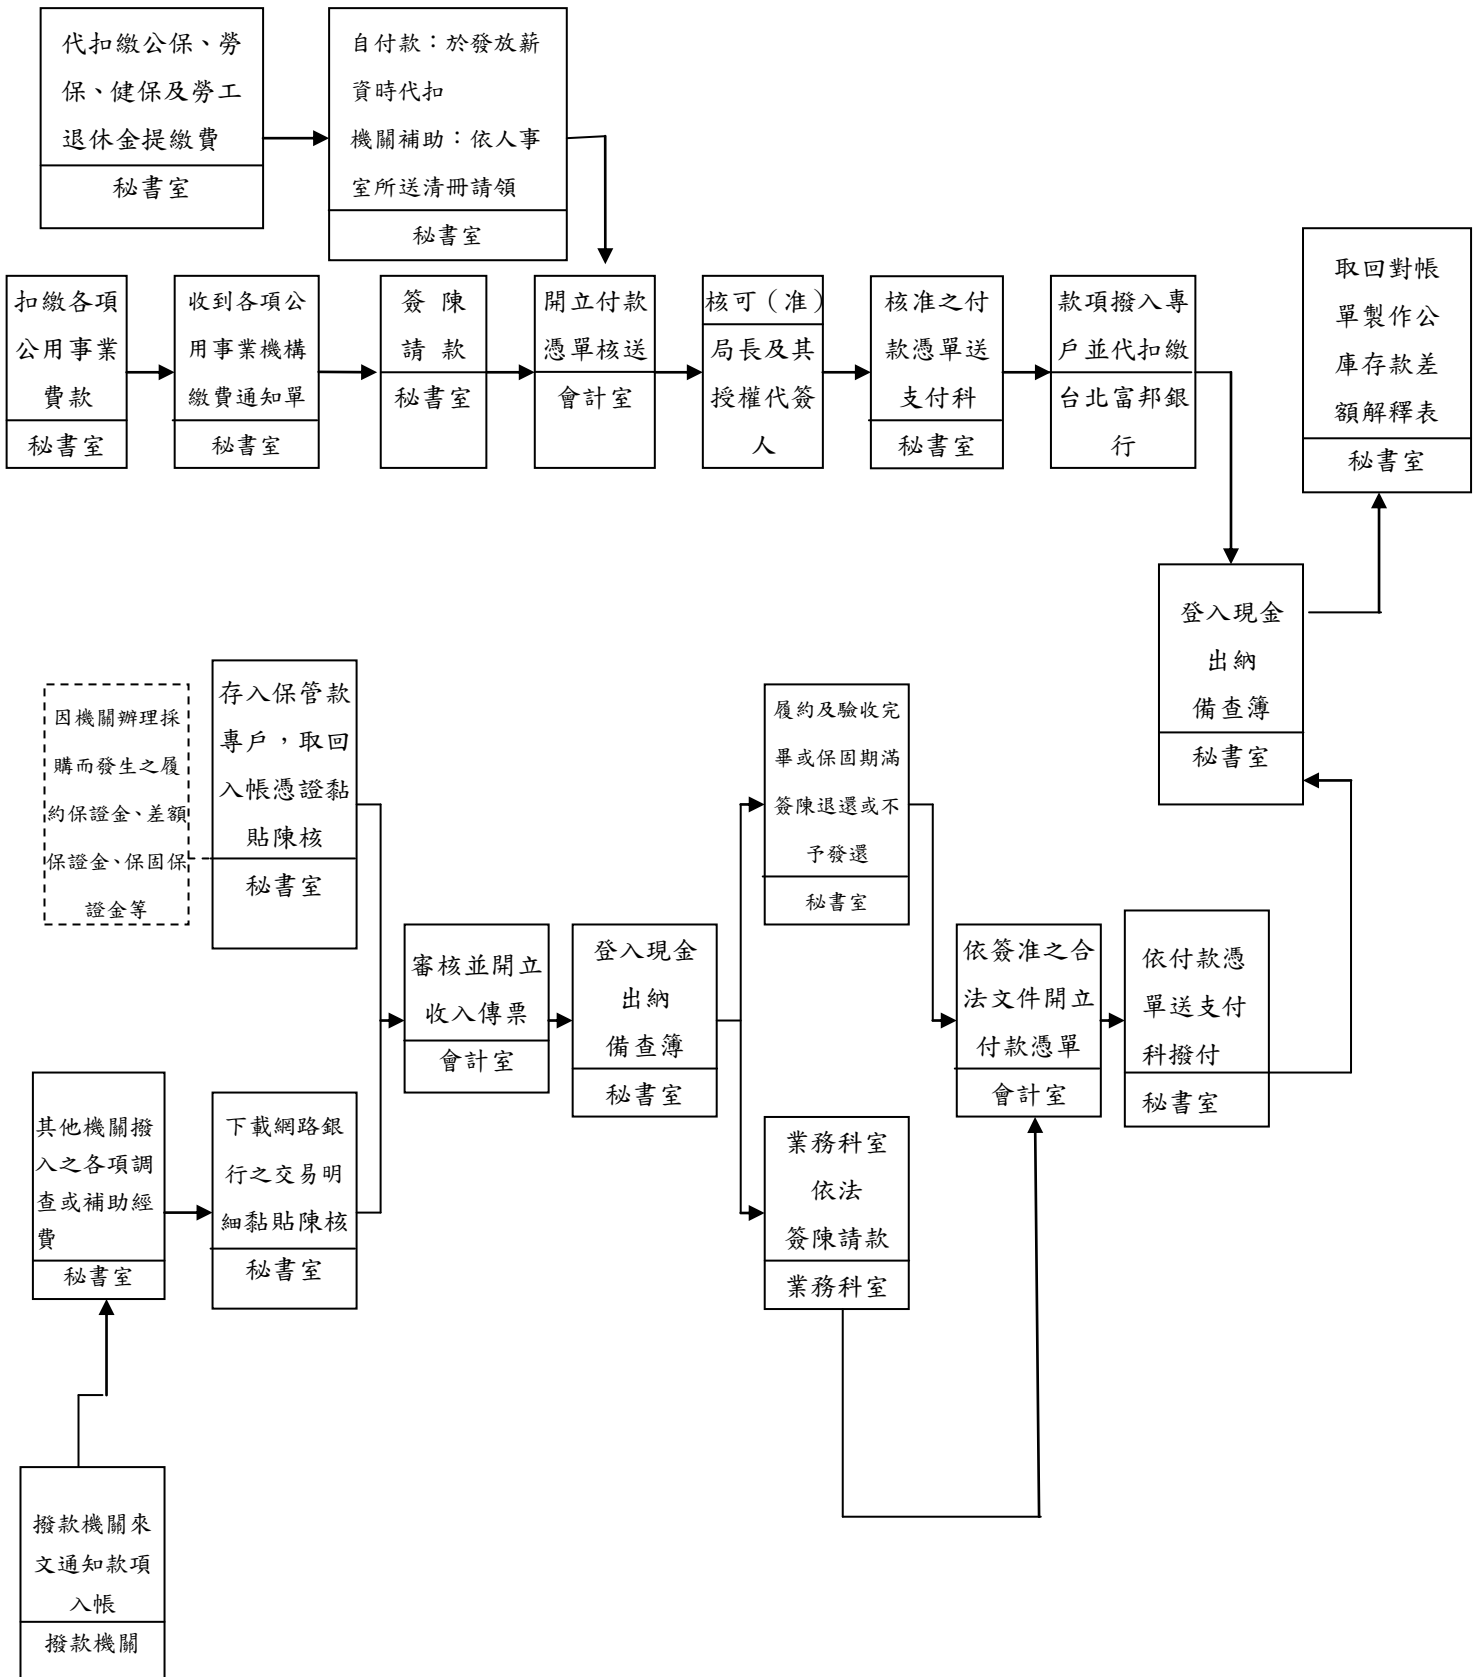 代扣繳公保、勞
保、健保及勞工
退休金提繳費
秘書室
自付款：於發放薪
資時代扣
機關補助：依人事
室所送清冊請領
秘書室
扣繳各項
公用事業
費款
秘書室
收到各項公
用事業機構
繳費通知單
秘書室
簽 陳
請 款
秘書室
開立付款
憑單核送
會計室
核可（准）
局長及其
授權代簽
人
核准之付
款憑單送
支付科
秘書室
款項撥入專
戶並代扣繳
台北富邦銀
行
取回對帳
單製作公
庫存款差
額解釋表
秘書室
登入現金
出納
備查簿
秘書室
因機關辦理採
購而發生之履
約保證金、差額
保證金、保固保
證金等
存入保管款
專戶，取回
入帳憑證黏
貼陳核
秘書室
履約及驗收完
畢或保固期滿
簽陳退還或不
予發還
秘書室
審核並開立
收入傳票
會計室
登入現金
出納
備查簿
秘書室
依簽准之合
法文件開立
付款憑單
會計室
依付款憑
單送支付
科撥付
秘書室
其他機關撥
入之各項調
查或補助經
費
秘書室
下載網路銀
行之交易明
細黏貼陳核
秘書室
業務科室
依法
簽陳請款
業務科室
撥款機關來
文通知款項
入帳
撥款機關